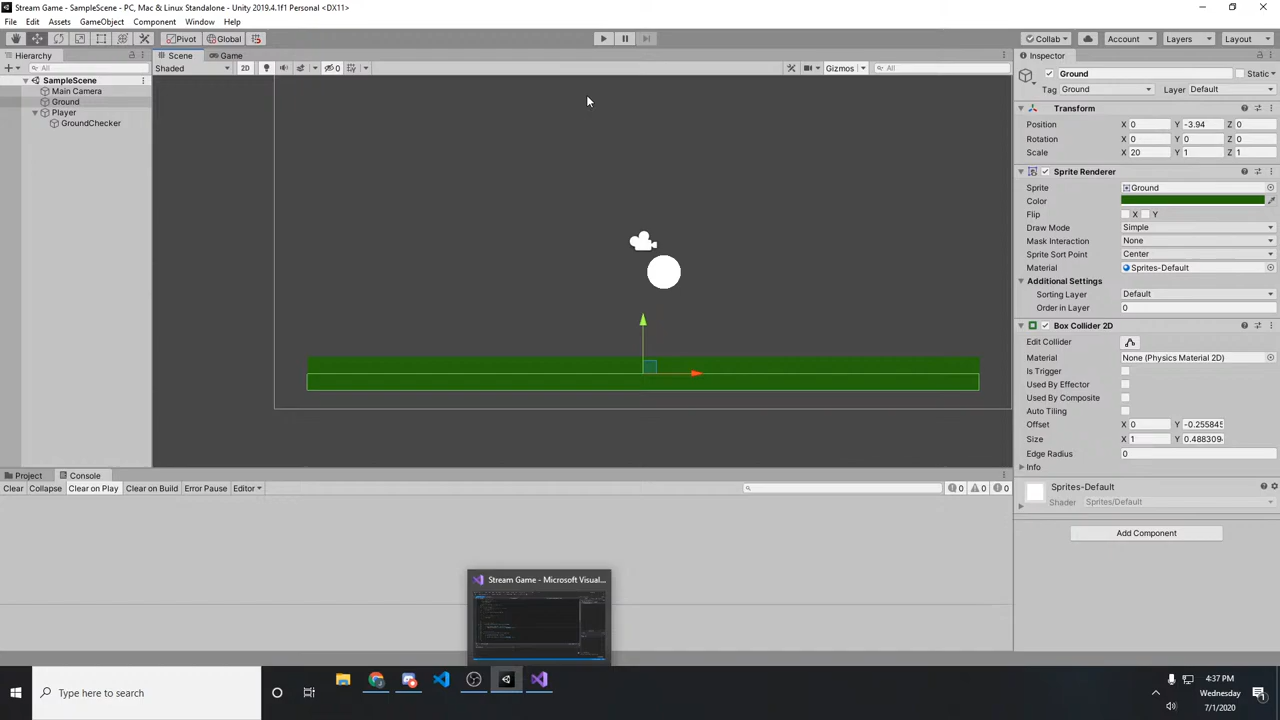 Stream Game - SampleScene - PC, Mac & Linux Standalone - Unity 2019.4.1f1 Personal <DX11>
File Edit Assets GameObject Component Window Help
Pivot Global Collab Account Layers Layout
Hierarchy Scene Game Inspector
All Shaded 2D 0 Gizmos All
SampleScene
Main Camera
Ground
Player
GroundChecker
Ground Static
Tag Ground Layer Default
Transform
Position X 0 Y -3.94 Z 0
Rotation X 0 Y 0 Z 0
Scale X 20 Y 1 Z 1
Sprite Renderer
Sprite Ground
Color
Flip X Y
Draw Mode Simple
Mask Interaction None
Sprite Sort Point Center
Material Sprites-Default
Additional Settings
Sorting Layer Default
Order in Layer 0
Box Collider 2D
Edit Collider
Material None (Physics Material 2D)
Is Trigger
Used By Effector
Used By Composite
Auto Tiling
Offset X 0 Y -0.255845
Size X 1 Y 0.488309
Edge Radius 0
Info
Sprites-Default
Shader Sprites/Default
Add Component
Project Console
Clear Collapse Clear on Play Clear on Build Error Pause Editor 0 0 0
Stream Game - Microsoft Visual...
Type here to search
4:37 PM
Wednesday
7/1/2020
1